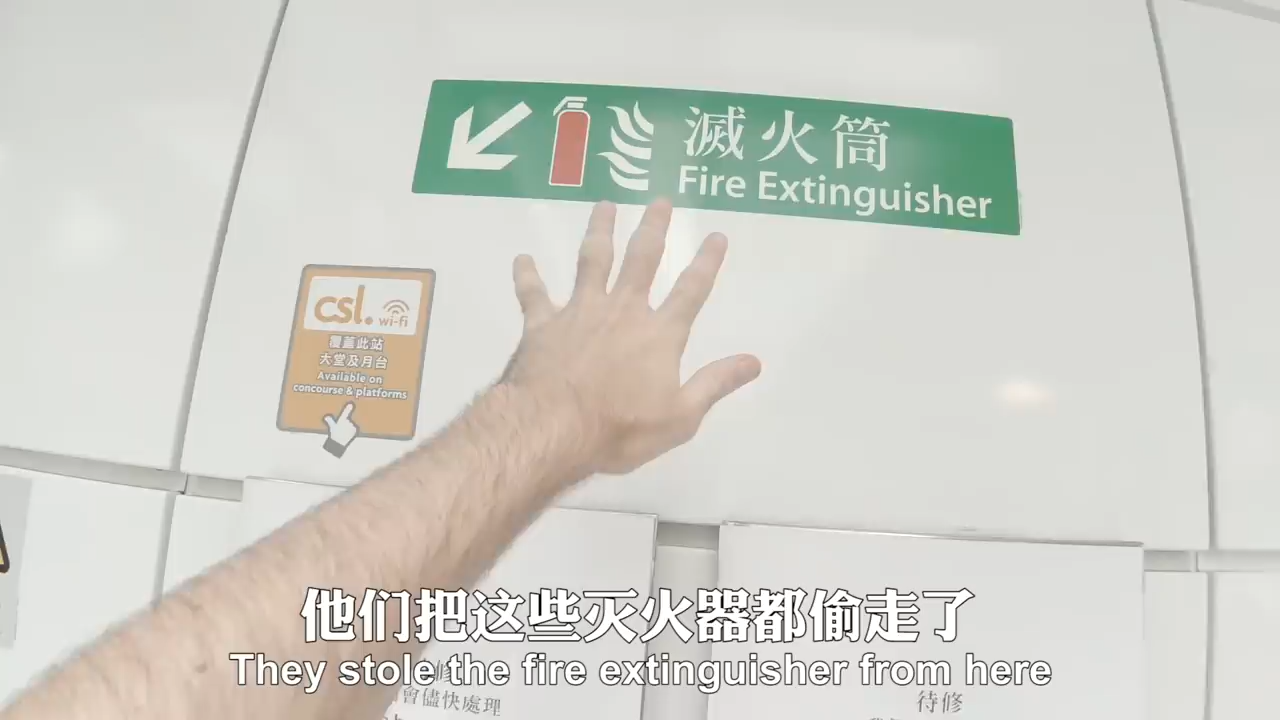 滅火筒
Fire Extinguisher
csl.
wi-fi
覆蓋此站
大堂及月台
Available on
concourse & platforms
他们把这些灭火器都偷走了
They stole the fire extinguisher from here
會儘快處理
待修